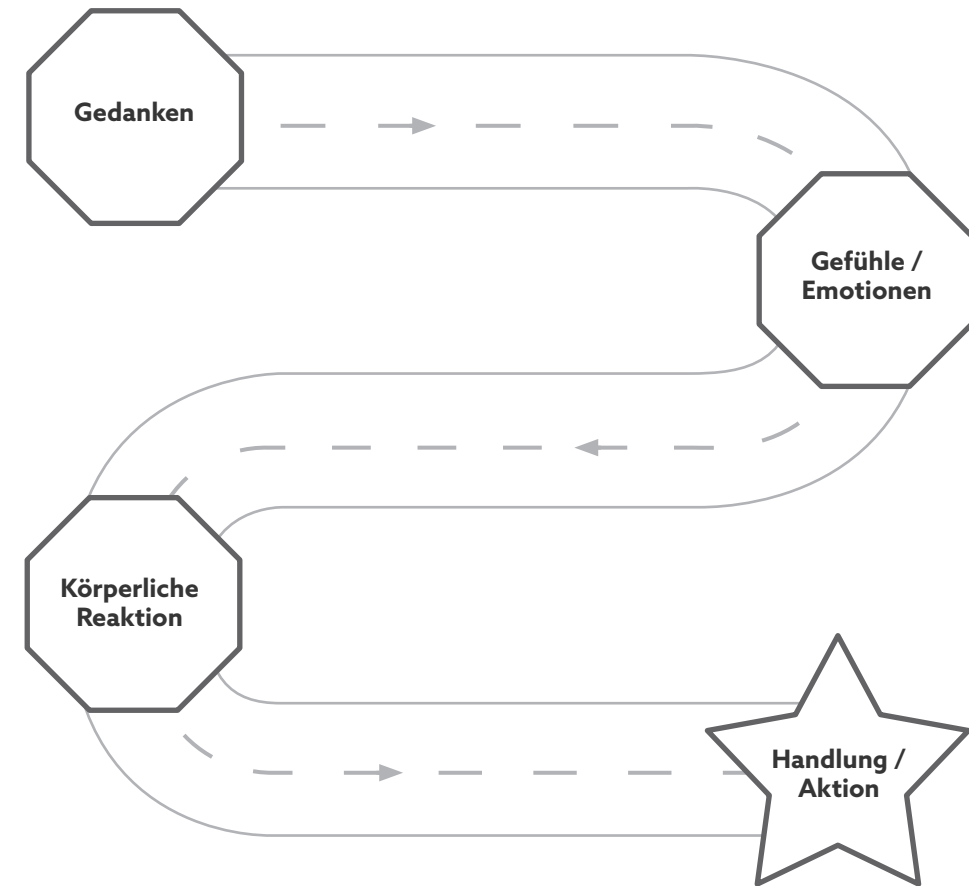 Gedanken
Gefühle /
Emotionen
Körperliche
Reaktion
Handlung /
Aktion